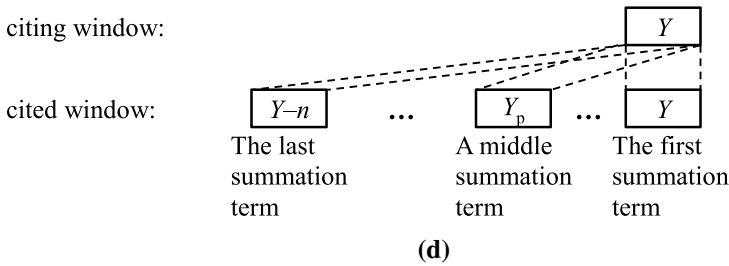 citing window: Y
cited window: Y–n ... Yₚ ... Y
The last A middle The first
summation summation summation
term term term
(d)